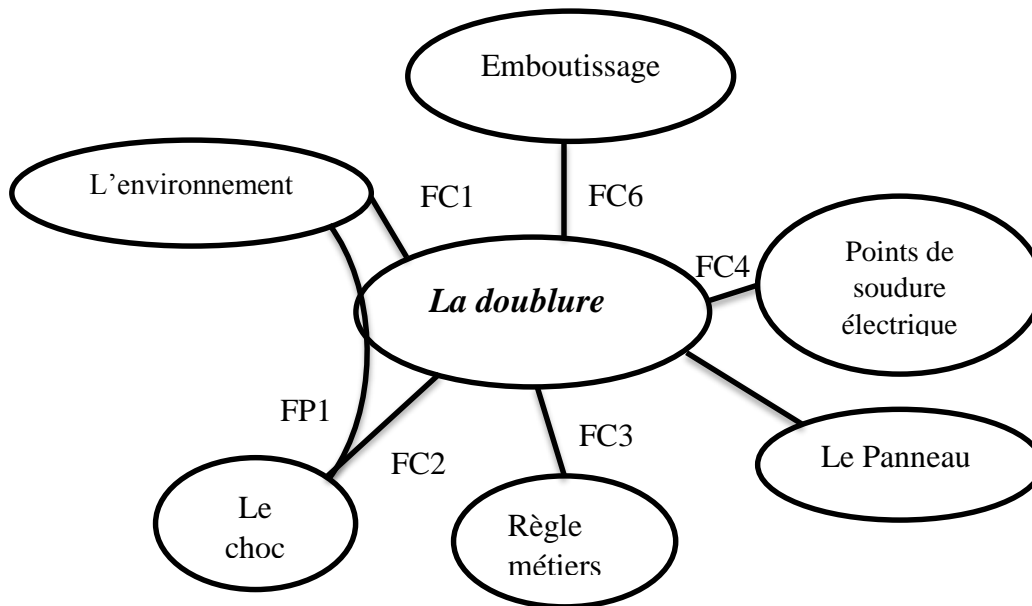 Emboutissage
L’environnement
FC1
FC6
Points de
soudure
électrique
FC4
La doublure
FP1
FC2
FC3
Le Panneau
Le
choc
Règle
métiers